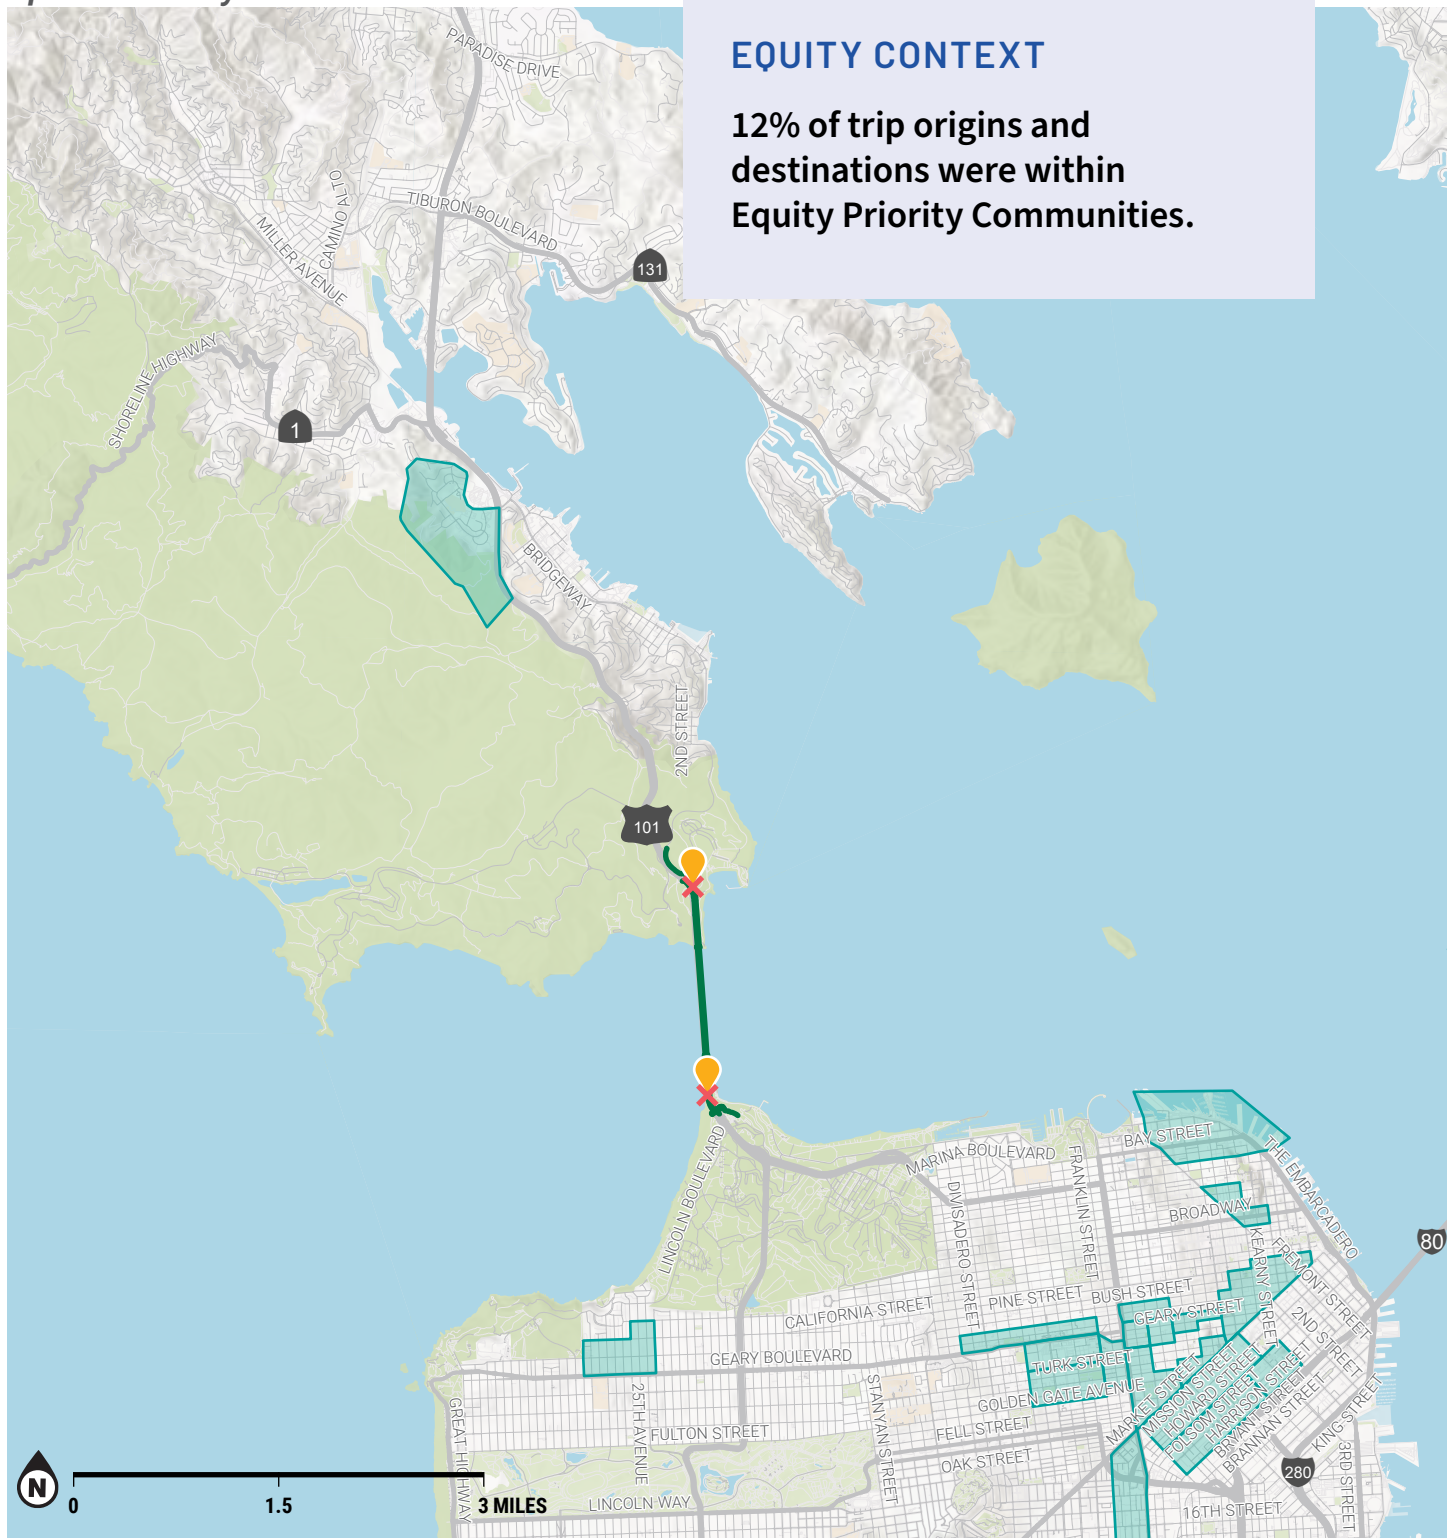 EQUITY CONTEXT
12% of trip origins and
destinations were within
Equity Priority Communities.
PARADISE DRIVE
CAMINO ALTO
TIBURON BOULEVARD
MILLER AVENUE
131
SHORELINE HIGHWAY
1
BRIDGEWAY
2ND STREET
101
BAY STREET
MARINA BOULEVARD
THE EMBARCADERO
LINCOLN BOULEVARD
DIVISADERO STREET
FRANKLIN STREET
BROADWAY
KEARNY STREET
FREMONT STREET
80
CALIFORNIA STREET
PINE STREET
BUSH STREET
GEARY STREET
2ND STREET
GEARY BOULEVARD
TURK STREET
GOLDEN GATE AVENUE
MARKET STREET
MISSION STREET
HOWARD STREET
FOLSOM STREET
HARRISON STREET
BRYANT STREET
BRANNAN STREET
KING STREET
GREAT HIGHWAY
25TH AVENUE
STANYAN STREET
FULTON STREET
FELL STREET
OAK STREET
3RD STREET
280
16TH STREET
LINCOLN WAY
N
0 1.5 3 MILES